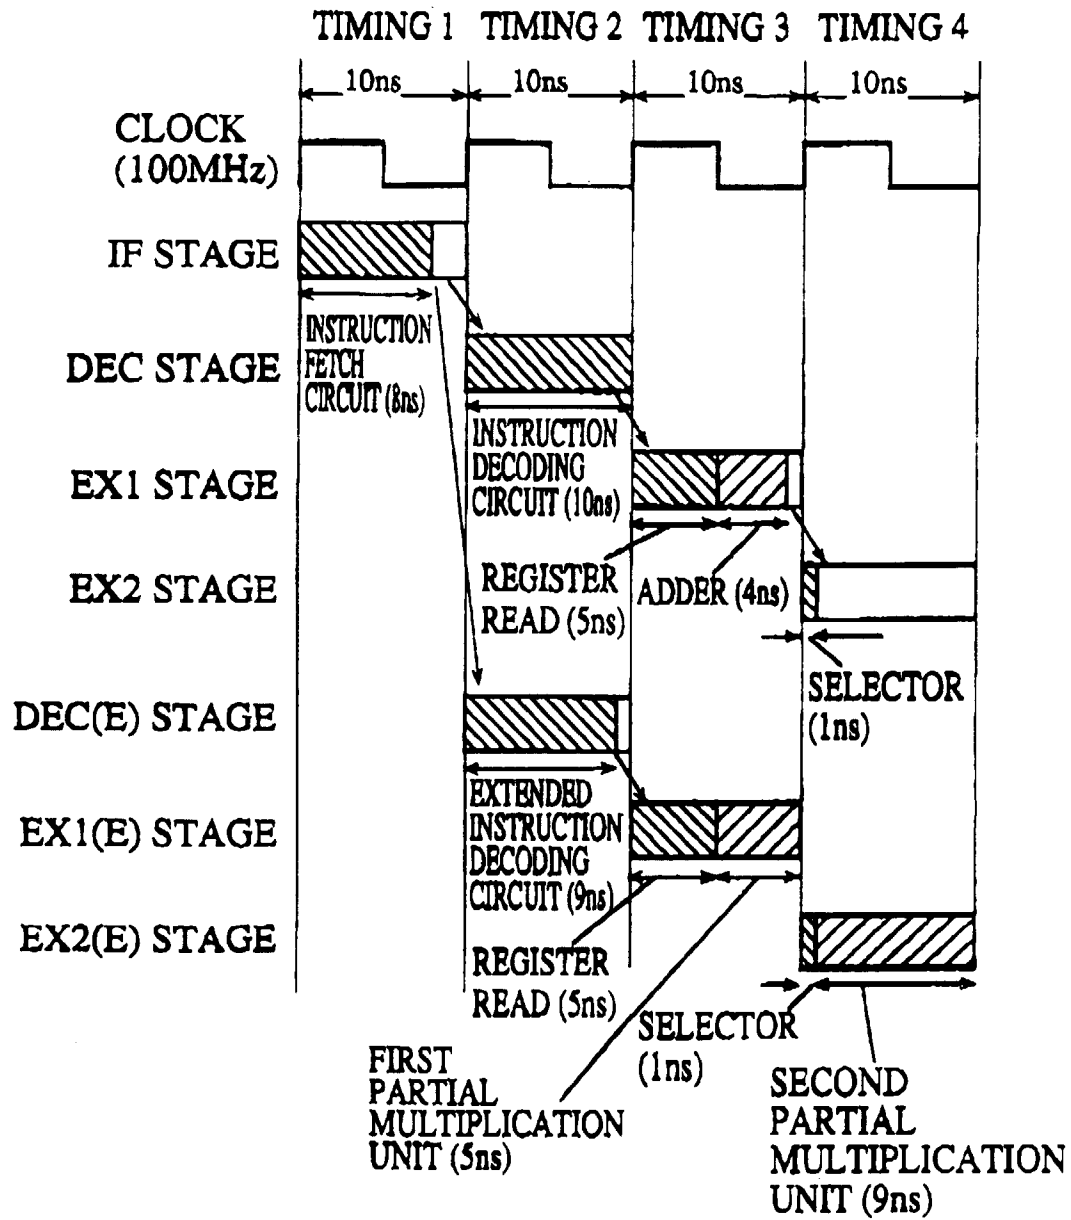 TIMING 1 TIMING 2 TIMING 3 TIMING 4
10ns 10ns 10ns 10ns
CLOCK
(100MHz)
IF STAGE
INSTRUCTION
FETCH
CIRCUIT (8ns)
DEC STAGE
INSTRUCTION
DECODING
CIRCUIT (10ns)
EX1 STAGE
REGISTER
READ (5ns)
ADDER (4ns)
EX2 STAGE
SELECTOR
(1ns)
DEC(E) STAGE
EXTENDED
INSTRUCTION
DECODING
CIRCUIT (9ns)
EX1(E) STAGE
REGISTER
READ (5ns)
FIRST
PARTIAL
MULTIPLICATION
UNIT (5ns)
EX2(E) STAGE
SELECTOR
(1ns)
SECOND
PARTIAL
MULTIPLICATION
UNIT (9ns)